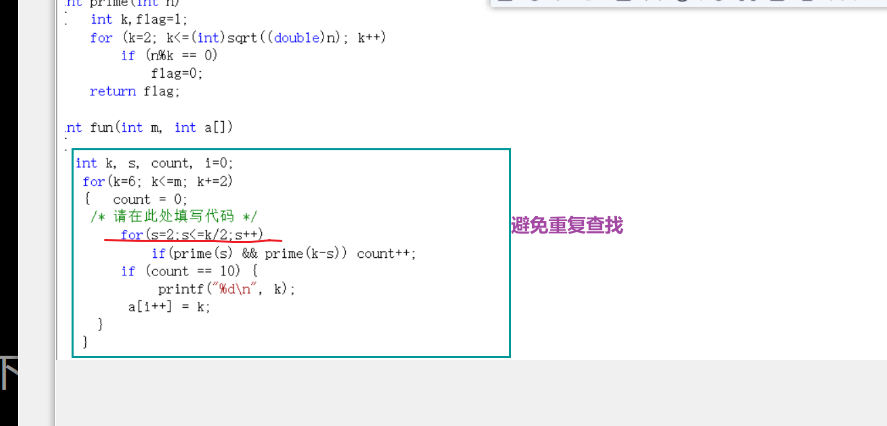 nt prime(int n)
int k,flag=1;
for (k=2; k<=(int)sqrt((double)n); k++)
if (n%k == 0)
flag=0;
return flag;
nt fun(int m, int a[])
int k, s, count, i=0;
for(k=6; k<=m; k+=2)
{ count = 0;
/* 请在此处填写代码 */
for(s=2;s<=k/2;s++)
避免重复查找
if(prime(s) && prime(k-s)) count++;
if (count == 10) {
printf("%d\n", k);
a[i++] = k;
}
}
下